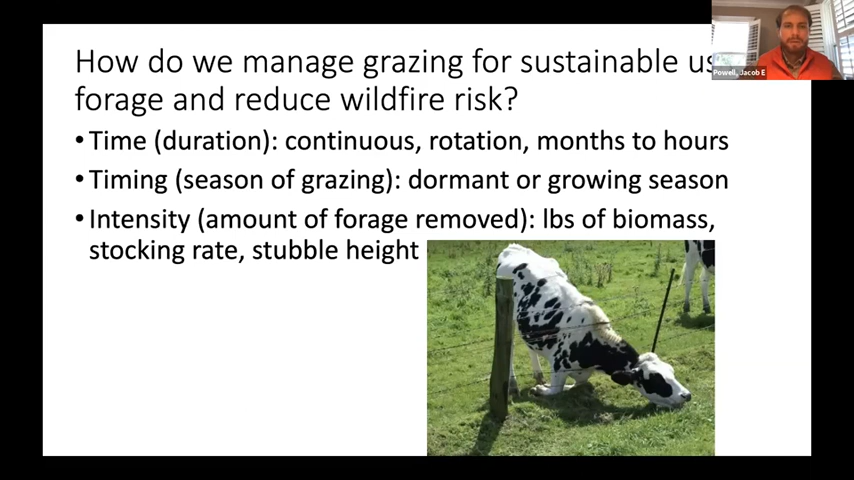 How do we manage grazing for sustainable us
forage and reduce wildfire risk?
• Time (duration): continuous, rotation, months to hours
• Timing (season of grazing): dormant or growing season
• Intensity (amount of forage removed): lbs of biomass,
stocking rate, stubble height
Powell, Jacob E